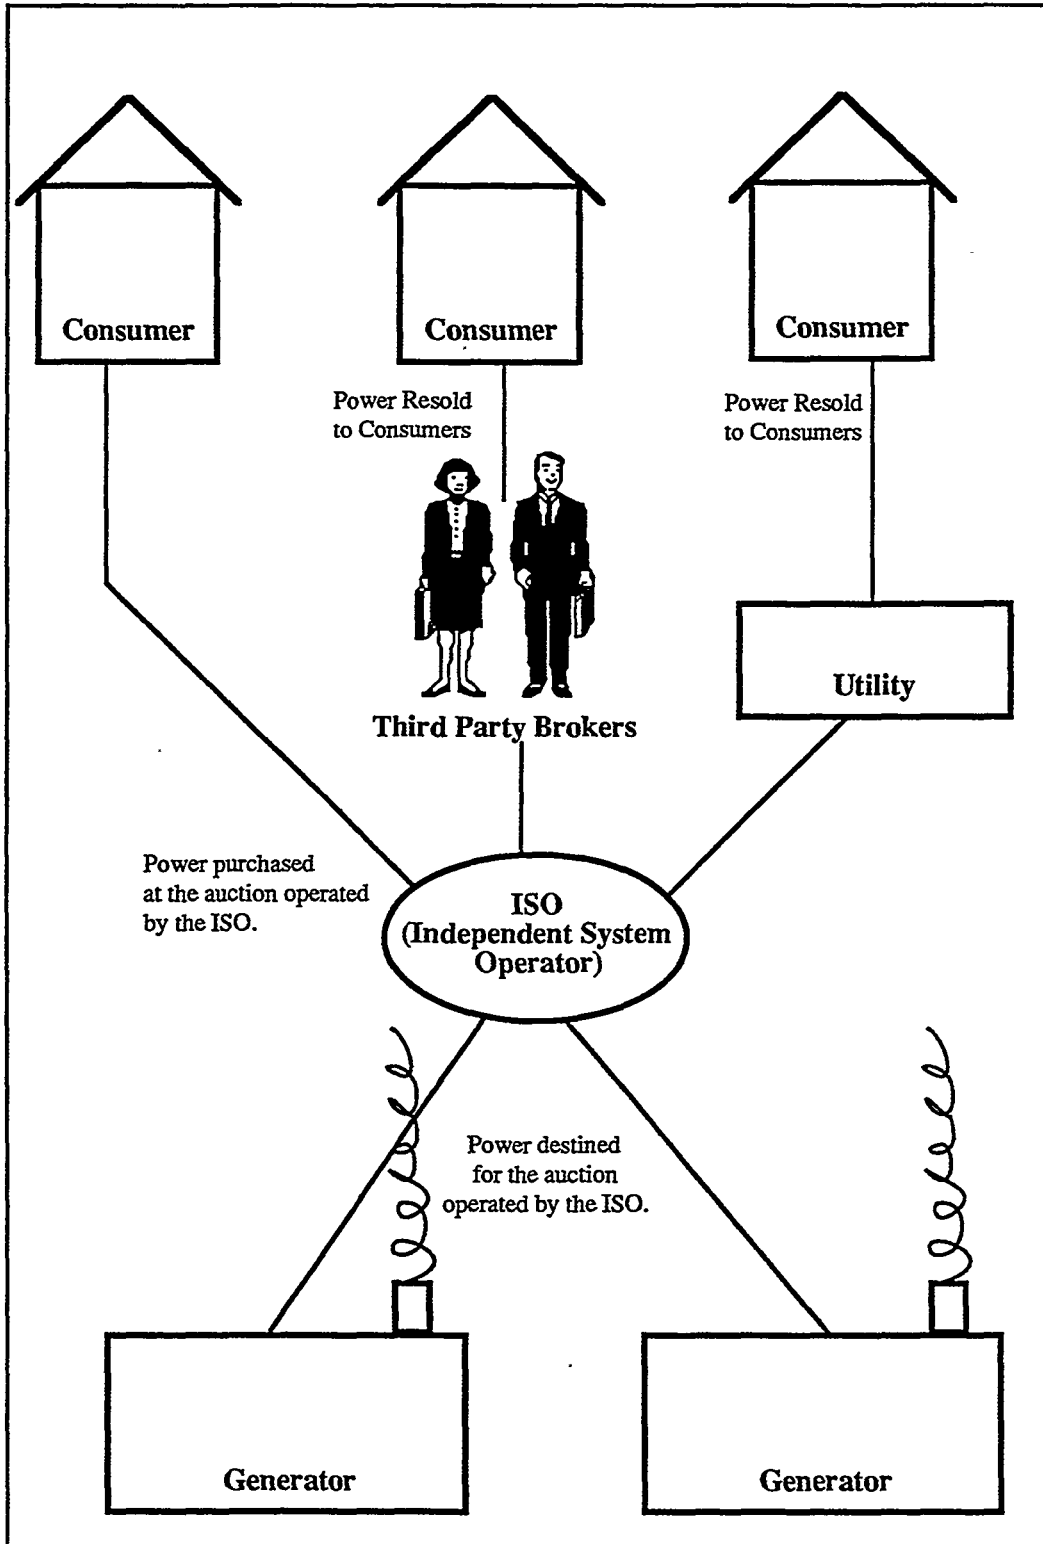 Consumer
Consumer
Consumer
Power Resold
to Consumers
Power Resold
to Consumers
Utility
Third Party Brokers
Power purchased
at the auction operated
by the ISO.
ISO
(Independent System
Operator)
Power destined
for the auction
operated by the ISO.
Generator
Generator